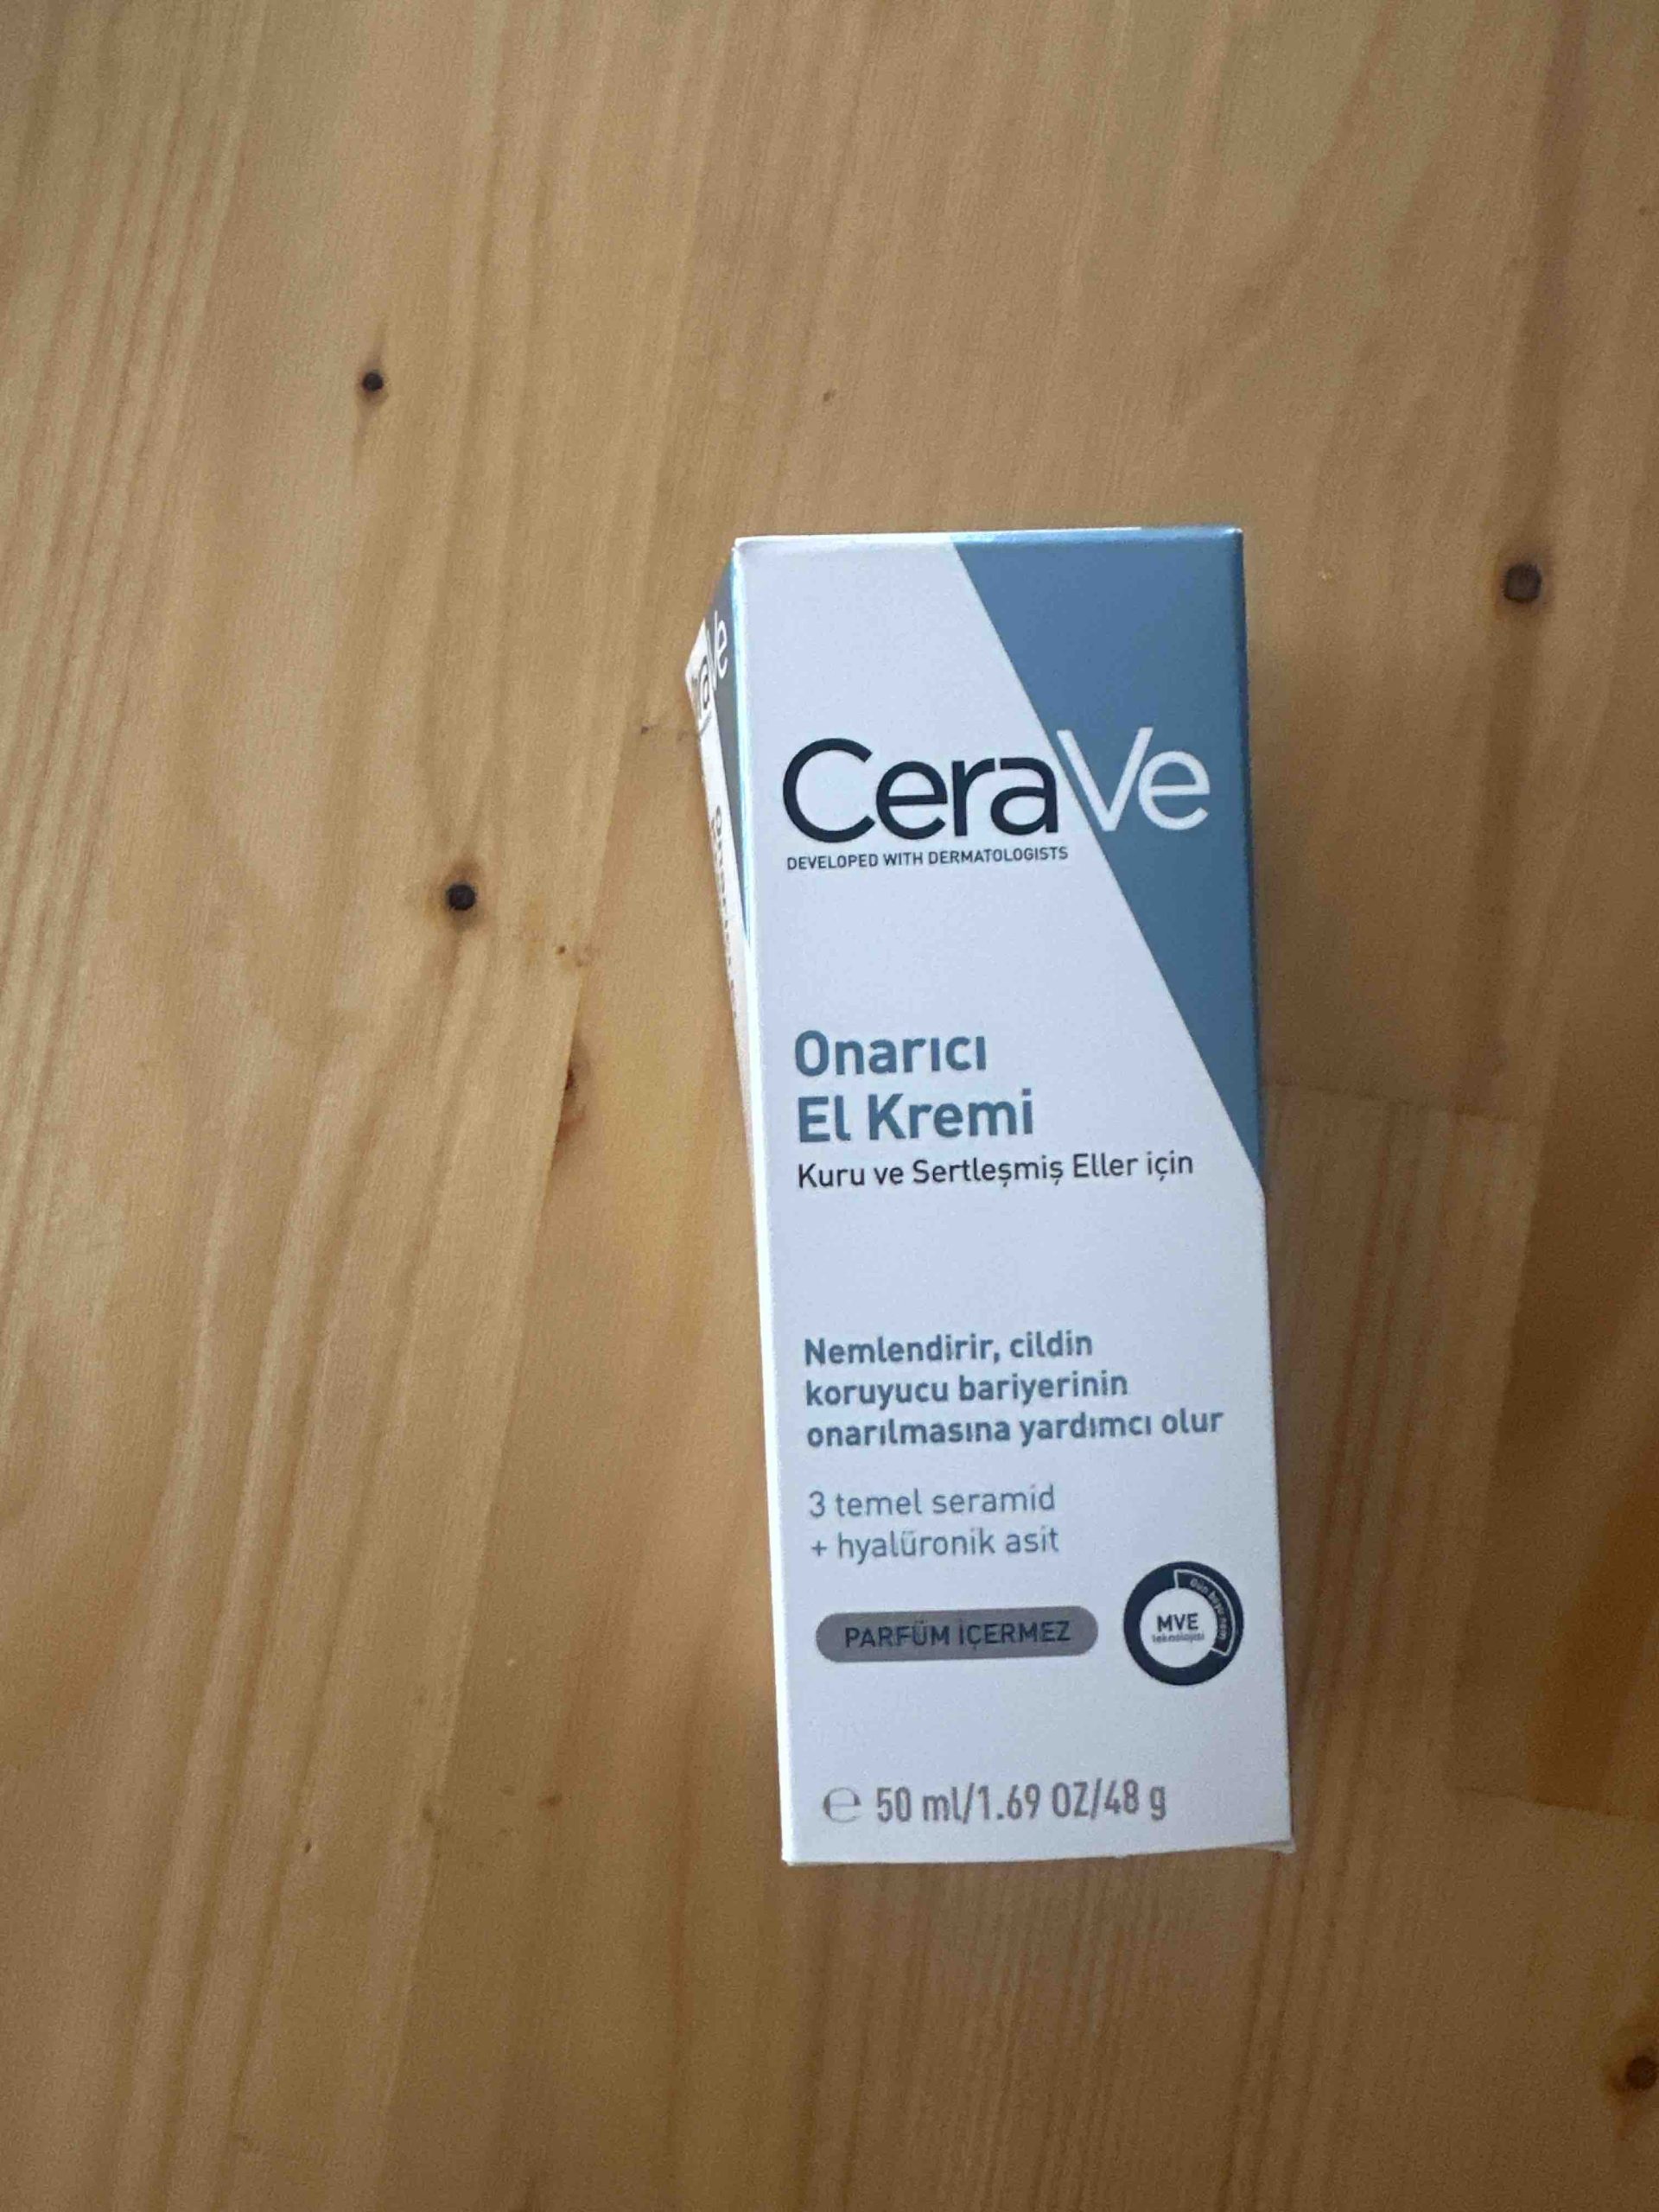 CeraVe
DEVELOPED WITH DERMATOLOGISTS
Onarıcı
El Kremi
Kuru ve Sertleşmiş Eller için
Nemlendirir, cildin
koruyucu bariyerinin
onarılmasına yardımcı olur
3 temel seramid
+ hyalüronik asit
PARFÜM İÇERMEZ
MVE
teknolojisi
℮ 50 ml/1.69 OZ/48 g